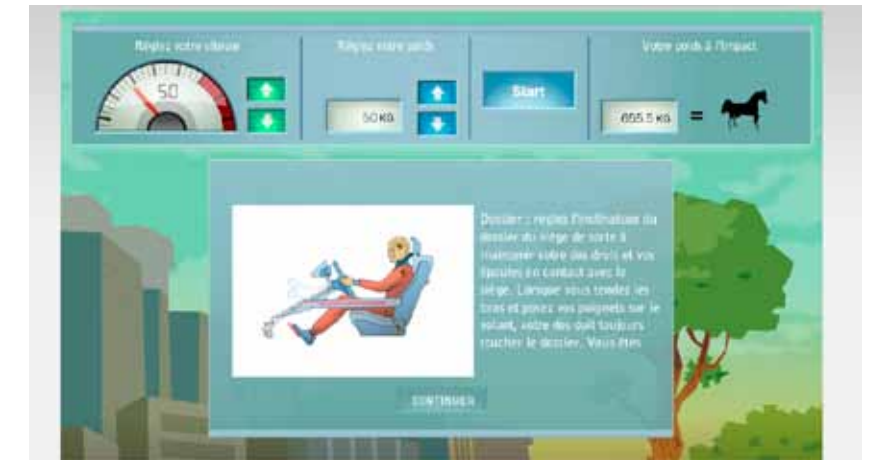 Réglez votre vitesse
Réglez votre poids
Votre poids à l'impact
50
50 KG
Start
695.5 KG =
Dossier : réglez l'inclinaison du
dossier du siège de sorte à
maintenir votre dos droit et vos
épaules en contact avec le
siège. Lorsque vous tendez les
bras et posez vos poignets sur le
volant, votre dos doit toujours
toucher le dossier. Vous êtes
CONTINUER